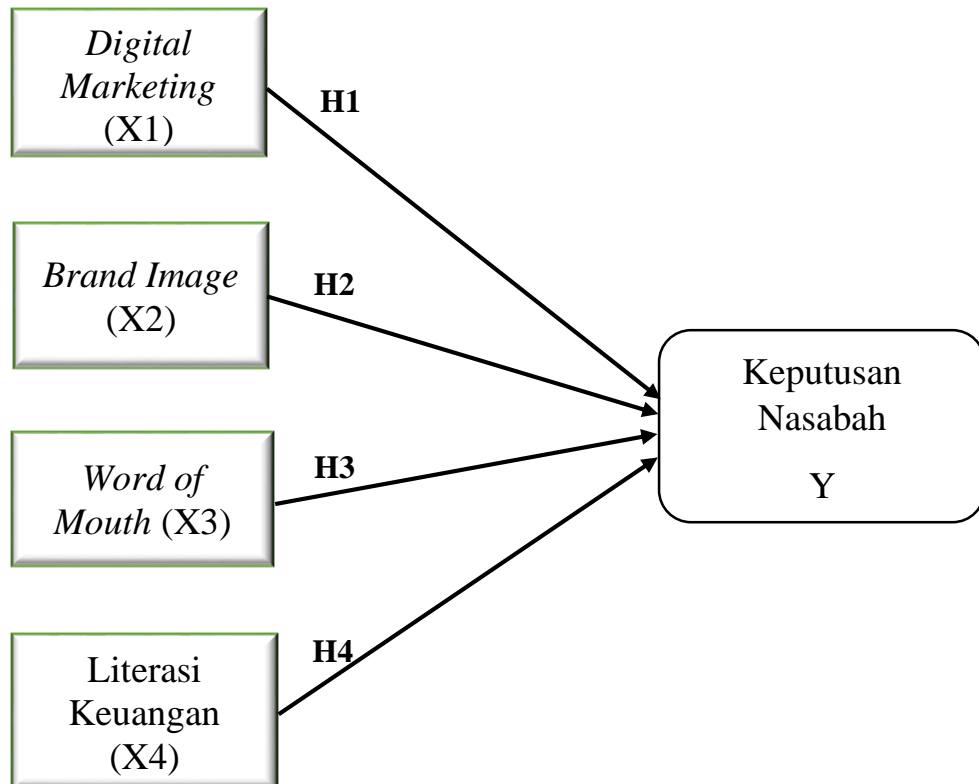 Digital
Marketing
(X1)
H1
Brand Image
(X2)
H2
Word of
Mouth (X3)
H3
Literasi
Keuangan
(X4)
H4
Keputusan
Nasabah
Y